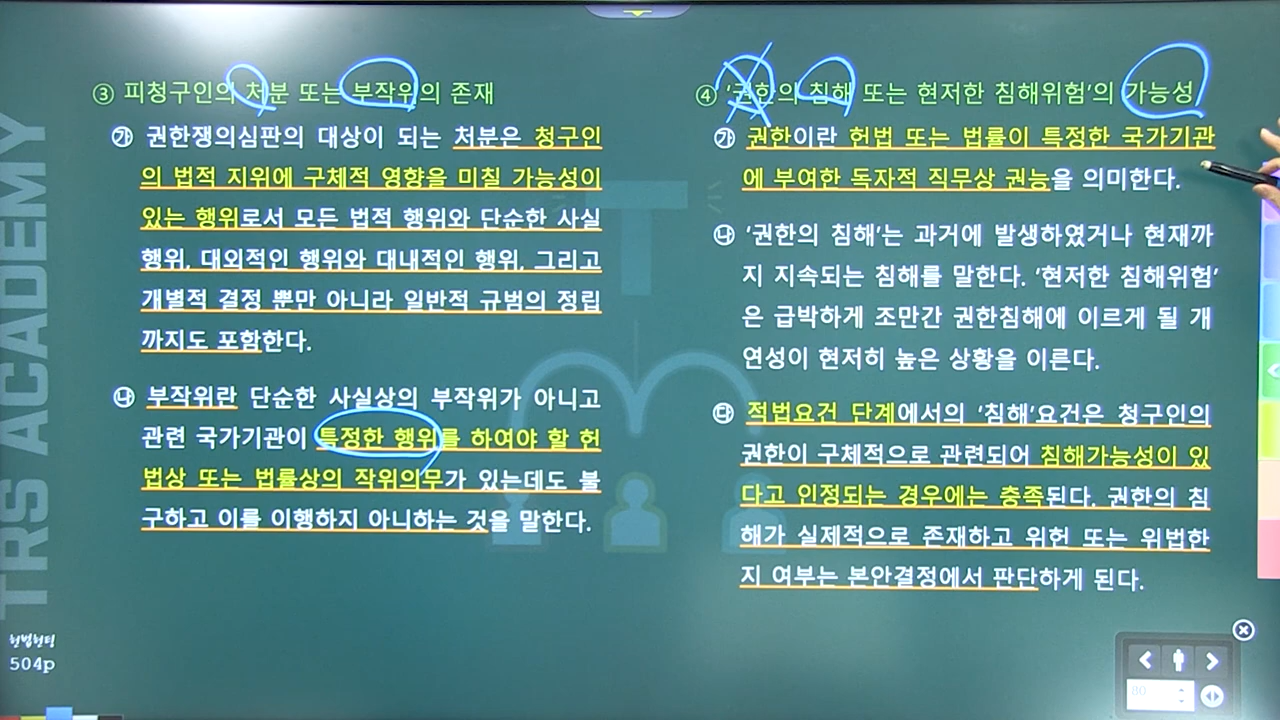 ③ 피청구인의 처분 또는 부작위의 존재
㉮ 권한쟁의심판의 대상이 되는 처분은 청구인
의 법적 지위에 구체적 영향을 미칠 가능성이
있는 행위로서 모든 법적 행위와 단순한 사실
행위, 대외적인 행위와 대내적인 행위, 그리고
개별적 결정 뿐만 아니라 일반적 규범의 정립
까지도 포함한다.
㉯ 부작위란 단순한 사실상의 부작위가 아니고
관련 국가기관이 특정한 행위를 하여야 할 헌
법상 또는 법률상의 작위의무가 있는데도 불
구하고 이를 이행하지 아니하는 것을 말한다.
④ ‘권한의 침해 또는 현저한 침해위험’의 가능성
㉮ 권한이란 헌법 또는 법률이 특정한 국가기관
에 부여한 독자적 직무상 권능을 의미한다.
㉯ ‘권한의 침해’는 과거에 발생하였거나 현재까
지 지속되는 침해를 말한다. ‘현저한 침해위험’
은 급박하게 조만간 권한침해에 이르게 될 개
연성이 현저히 높은 상황을 이른다.
㉰ 적법요건 단계에서의 ‘침해’요건은 청구인의
권한이 구체적으로 관련되어 침해가능성이 있
다고 인정되는 경우에는 충족된다. 권한의 침
해가 실제적으로 존재하고 위헌 또는 위법한
지 여부는 본안결정에서 판단하게 된다.
TRS ACADEMY
헌법헌터
504p
80